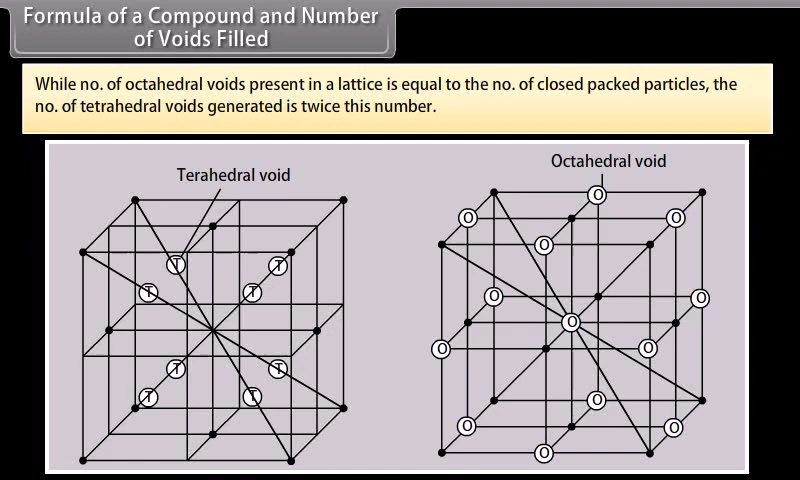 Formula of a Compound and Number
of Voids Filled
While no. of octahedral voids present in a lattice is equal to the no. of closed packed particles, the
no. of tetrahedral voids generated is twice this number.
Terahedral void
Octahedral void
T
T
T
T
T
T
T
T
O
O
O
O
O
O
O
O
O
O
O
O
O